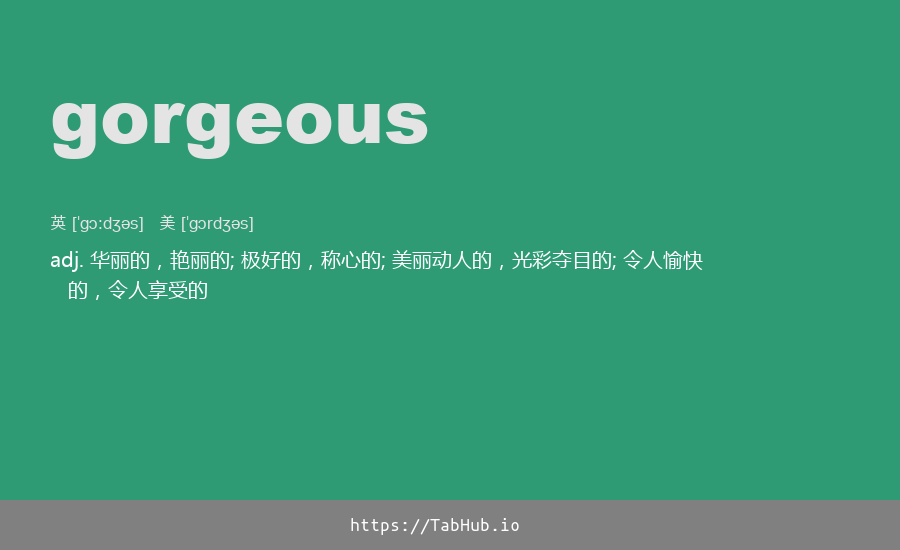 gorgeous
英 [ˈgɔːdʒəs] 美 [ˈgɔrdʒəs]
adj. 华丽的，艳丽的; 极好的，称心的; 美丽动人的，光彩夺目的; 令人愉快
的，令人享受的
https://TabHub.io